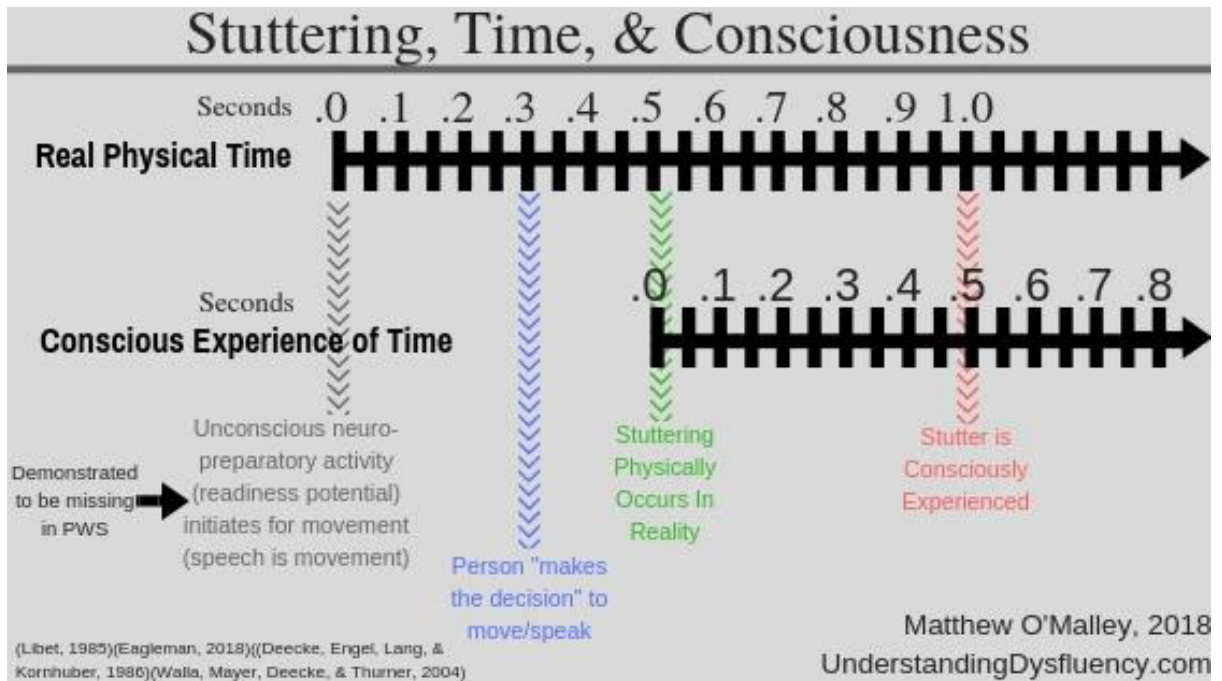 Stuttering, Time, & Consciousness
Seconds .0 .1 .2 .3 .4 .5 .6 .7 .8 .9 1.0
Real Physical Time
Seconds .0 .1 .2 .3 .4 .5 .6 .7 .8
Conscious Experience of Time
Demonstrated
to be missing
in PWS
Unconscious neuro-
preparatory activity
(readiness potential)
initiates for movement
(speech is movement)
Person "makes
the decision" to
move/speak
Stuttering
Physically
Occurs In
Reality
Stutter is
Consciously
Experienced
(Libet, 1985)(Eagleman, 2018)((Deecke, Engel, Lang, &
Kornhuber, 1986)(Walla, Mayer, Deecke, & Thurner, 2004)
Matthew O'Malley, 2018
UnderstandingDysfluency.com